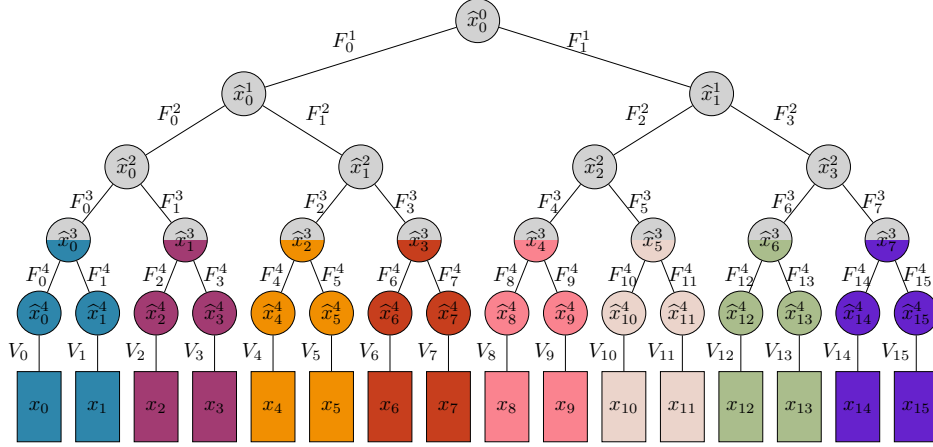 x̂₀⁰
F₀¹ F₁¹
x̂₀¹ x̂₁¹
F₀² F₁² F₂² F₃²
x̂₀² x̂₁² x̂₂² x̂₃²
F₀³ F₁³ F₂³ F₃³ F₄³ F₅³ F₆³ F₇³
x̂₀³ x̂₁³ x̂₂³ x̂₃³ x̂₄³ x̂₅³ x̂₆³ x̂₇³
F₀⁴ F₁⁴ F₂⁴ F₃⁴ F₄⁴ F₅⁴ F₆⁴ F₇⁴ F₈⁴ F₉⁴ F₁₀⁴ F₁₁⁴ F₁₂⁴ F₁₃⁴ F₁₄⁴ F₁₅⁴
x̂₀⁴ x̂₁⁴ x̂₂⁴ x̂₃⁴ x̂₄⁴ x̂₅⁴ x̂₆⁴ x̂₇⁴ x̂₈⁴ x̂₉⁴ x̂₁₀⁴ x̂₁₁⁴ x̂₁₂⁴ x̂₁₃⁴ x̂₁₄⁴ x̂₁₅⁴
V₀ V₁ V₂ V₃ V₄ V₅ V₆ V₇ V₈ V₉ V₁₀ V₁₁ V₁₂ V₁₃ V₁₄ V₁₅
x₀ x₁ x₂ x₃ x₄ x₅ x₆ x₇ x₈ x₉ x₁₀ x₁₁ x₁₂ x₁₃ x₁₄ x₁₅